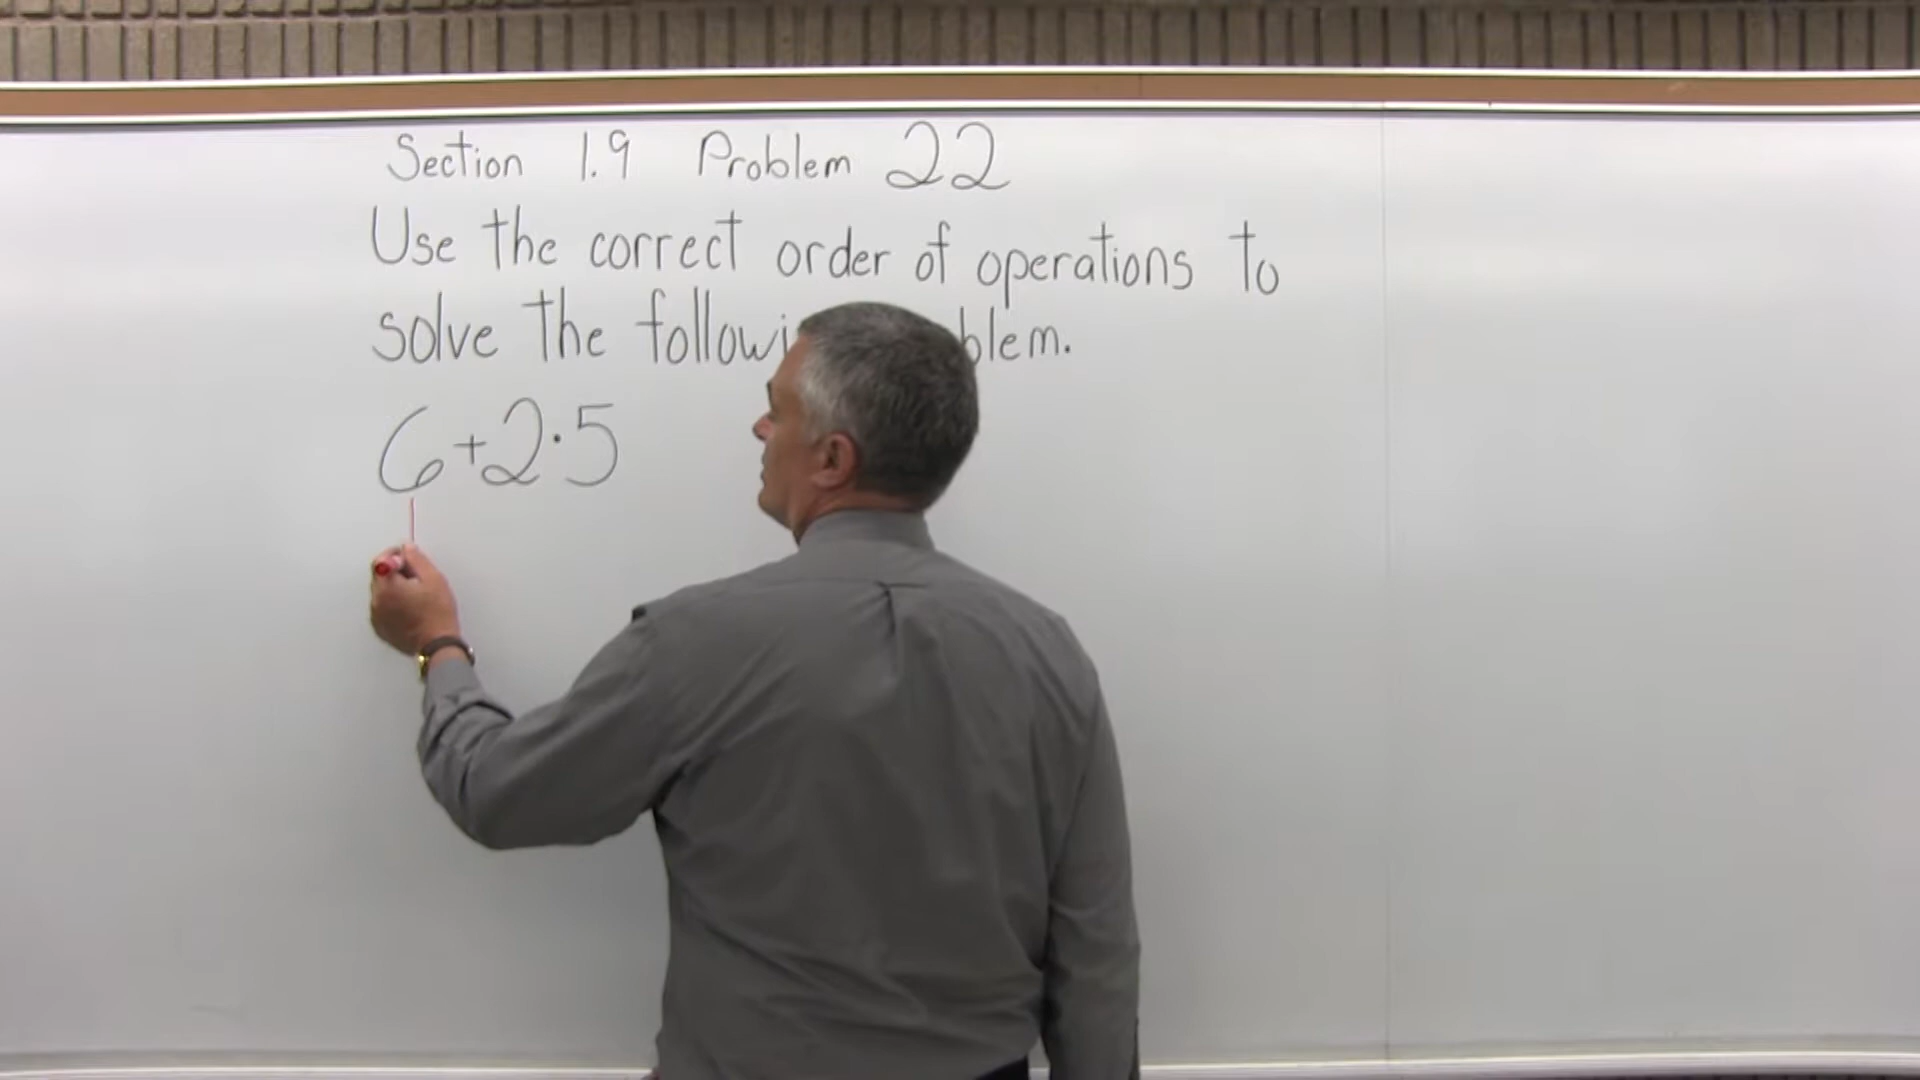 Section 1.9 Problem 22
Use the correct order of operations to
solve the followi blem.
6+2·5